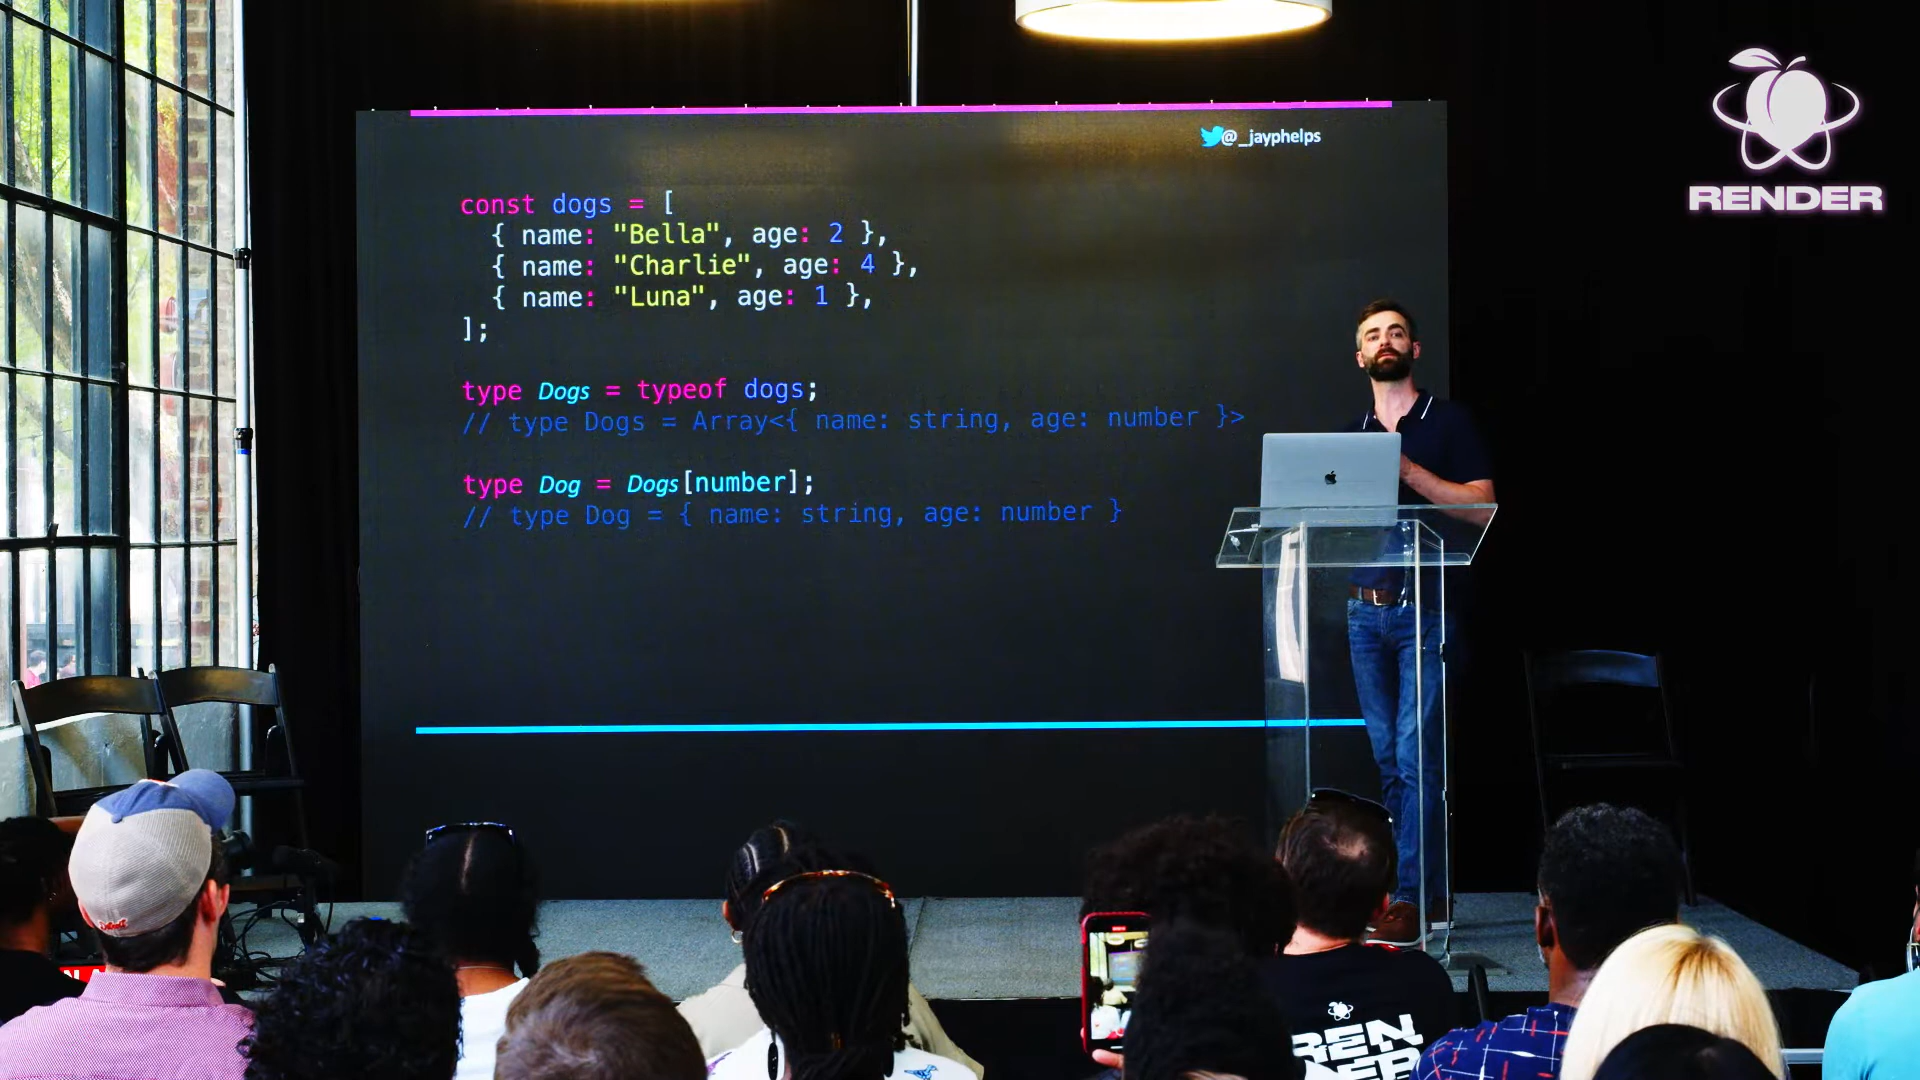 @_jayphelps
RENDER
const dogs = [
  { name: "Bella", age: 2 },
  { name: "Charlie", age: 4 },
  { name: "Luna", age: 1 },
];
type Dogs = typeof dogs;
// type Dogs = Array<{ name: string, age: number }>
type Dog = Dogs[number];
// type Dog = { name: string, age: number }
REN